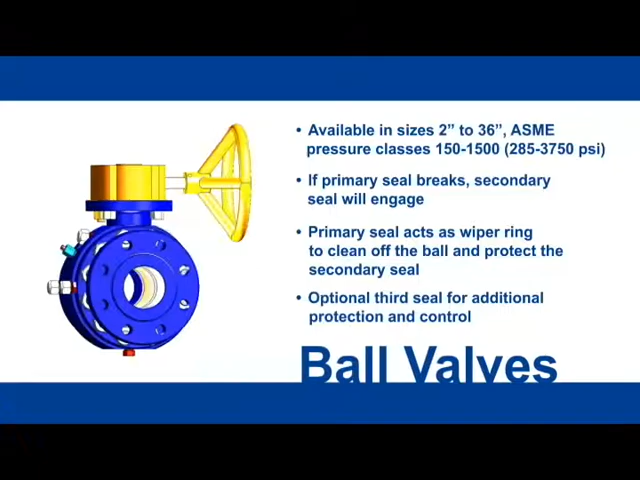 • Available in sizes 2” to 36”, ASME
pressure classes 150-1500 (285-3750 psi)
• If primary seal breaks, secondary
seal will engage
• Primary seal acts as wiper ring
to clean off the ball and protect the
secondary seal
• Optional third seal for additional
protection and control
Ball Valves